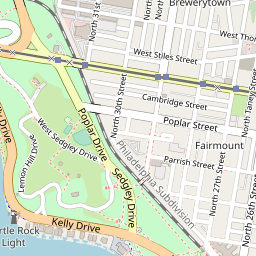 Brewerytown
North 31st
West Thom
West Stiles Street
North 30th Street
Cambridge Street
North Taney Street
Poplar Street
Poplar Drive
West Sedgley Drive
Lemon Hill Drive
Fairmount
Philadelphia Subdivision
Parrish Street
Sedgley Drive
North 27th Street
North 26th Street
Kelly Drive
rtle Rock
Light
y Drive